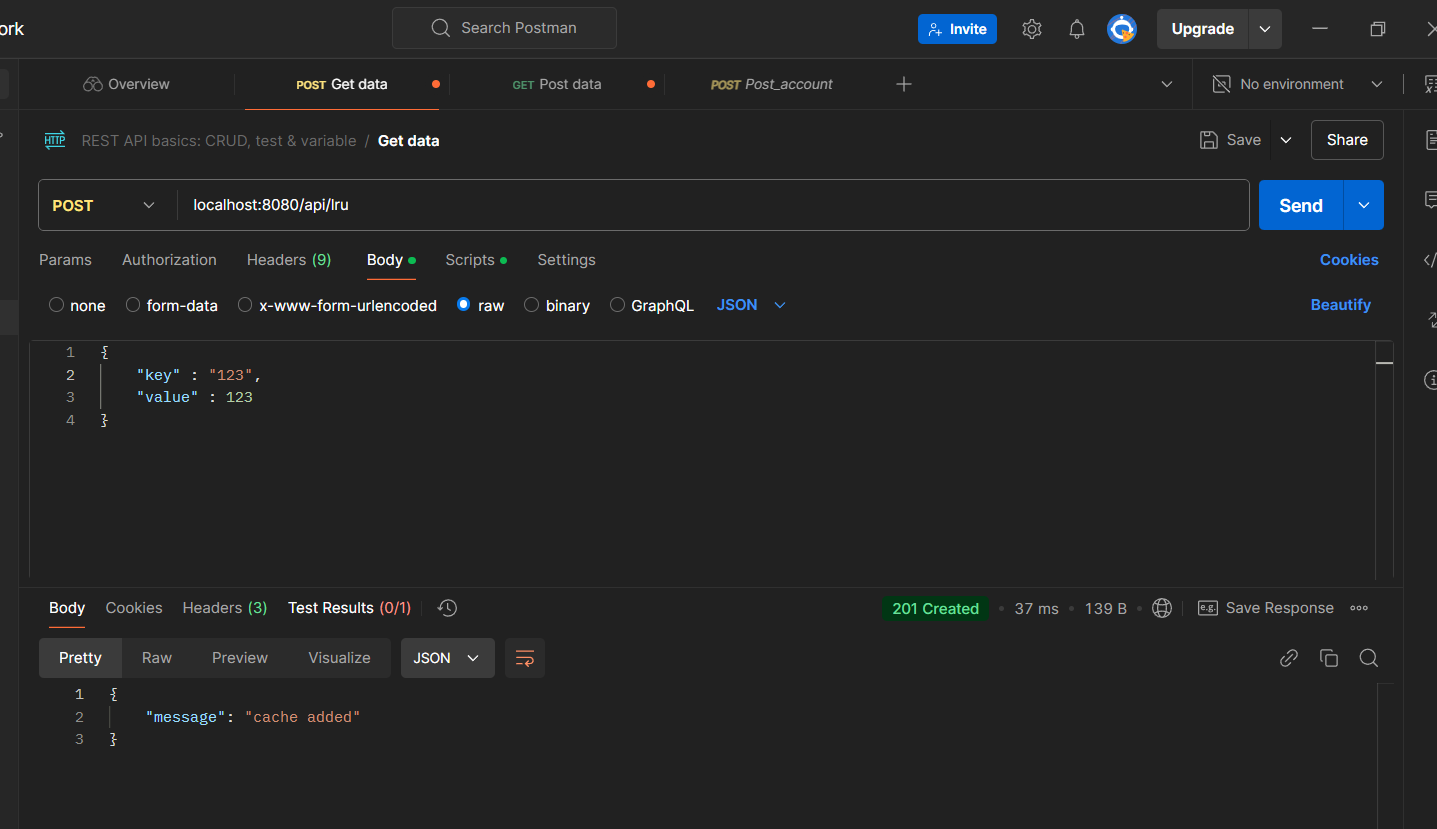 ork
Search Postman
Invite
Upgrade
Overview
POST Get data
GET Post data
POST Post_account
No environment
HTTP REST API basics: CRUD, test & variable / Get data
Save
Share
POST
localhost:8080/api/lru
Send
Params Authorization Headers (9) Body Scripts Settings
Cookies
none form-data x-www-form-urlencoded raw binary GraphQL JSON
Beautify
1 {
2 "key" : "123",
3 "value" : 123
4 }
Body Cookies Headers (3) Test Results (0/1)
201 Created • 37 ms • 139 B • e.g. Save Response
Pretty Raw Preview Visualize JSON
1 {
2 "message": "cache added"
3 }